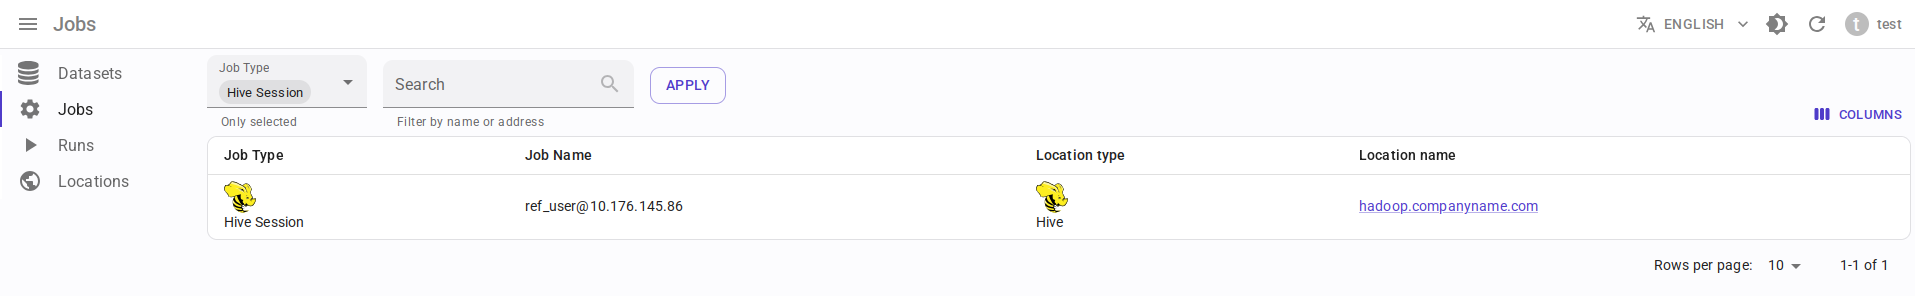 Jobs
ENGLISH
t
test
Datasets
Jobs
Runs
Locations
Job Type
Hive Session
Only selected
Search
Filter by name or address
APPLY
COLUMNS
Job Type Job Name Location type Location name
Hive Session ref_user@10.176.145.86 Hive hadoop.companyname.com
Rows per page: 10 1-1 of 1